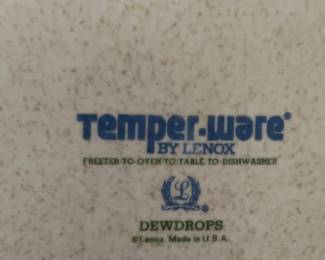 Temper-ware®
BY LENOX
FREEZER-TO-OVEN-TO-TABLE-TO-DISHWASHER
L®
DEWDROPS
©Lenox. Made in U.S.A.